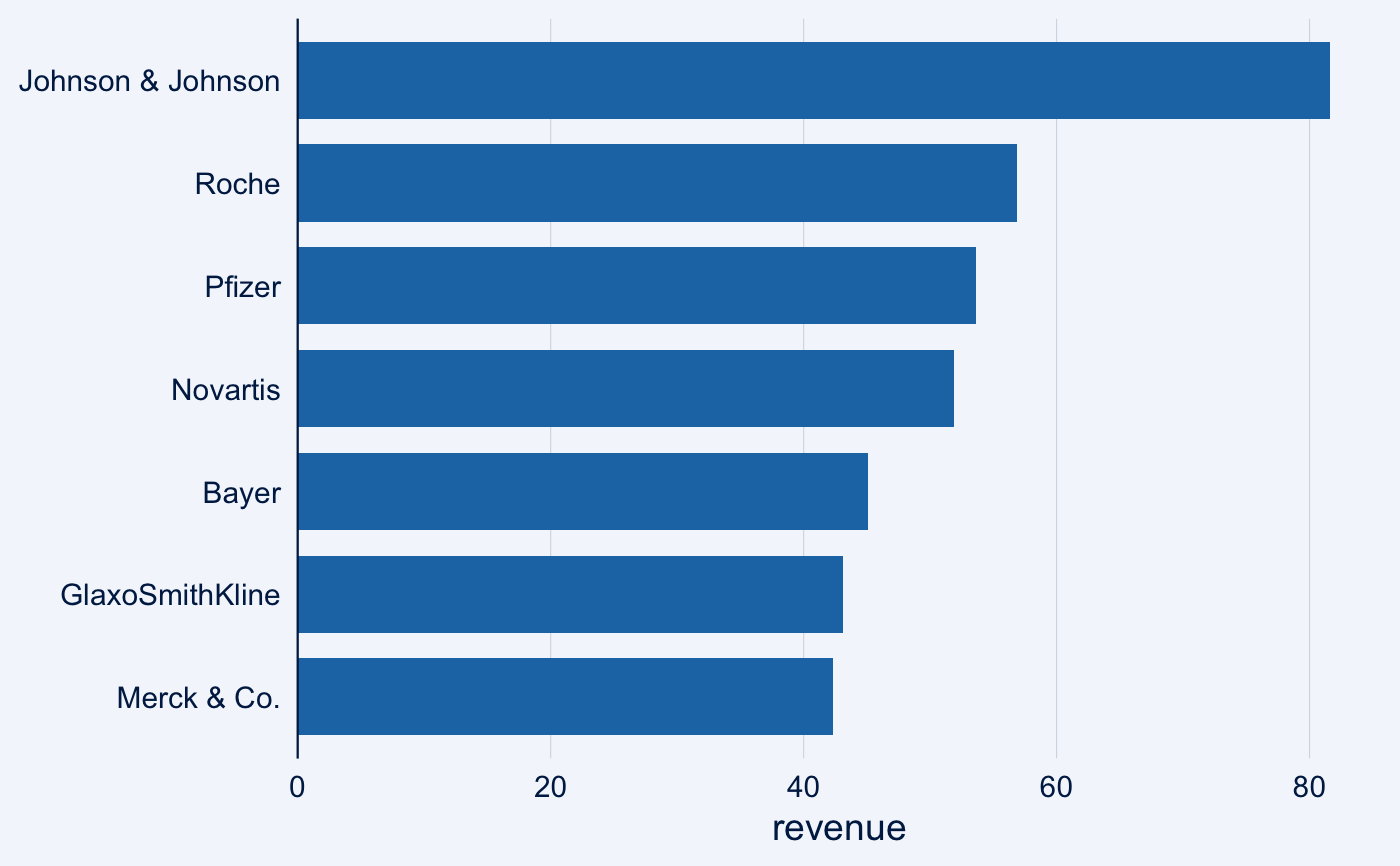 Johnson & Johnson
Roche
Pfizer
Novartis
Bayer
GlaxoSmithKline
Merck & Co.
0 20 40 60 80
revenue